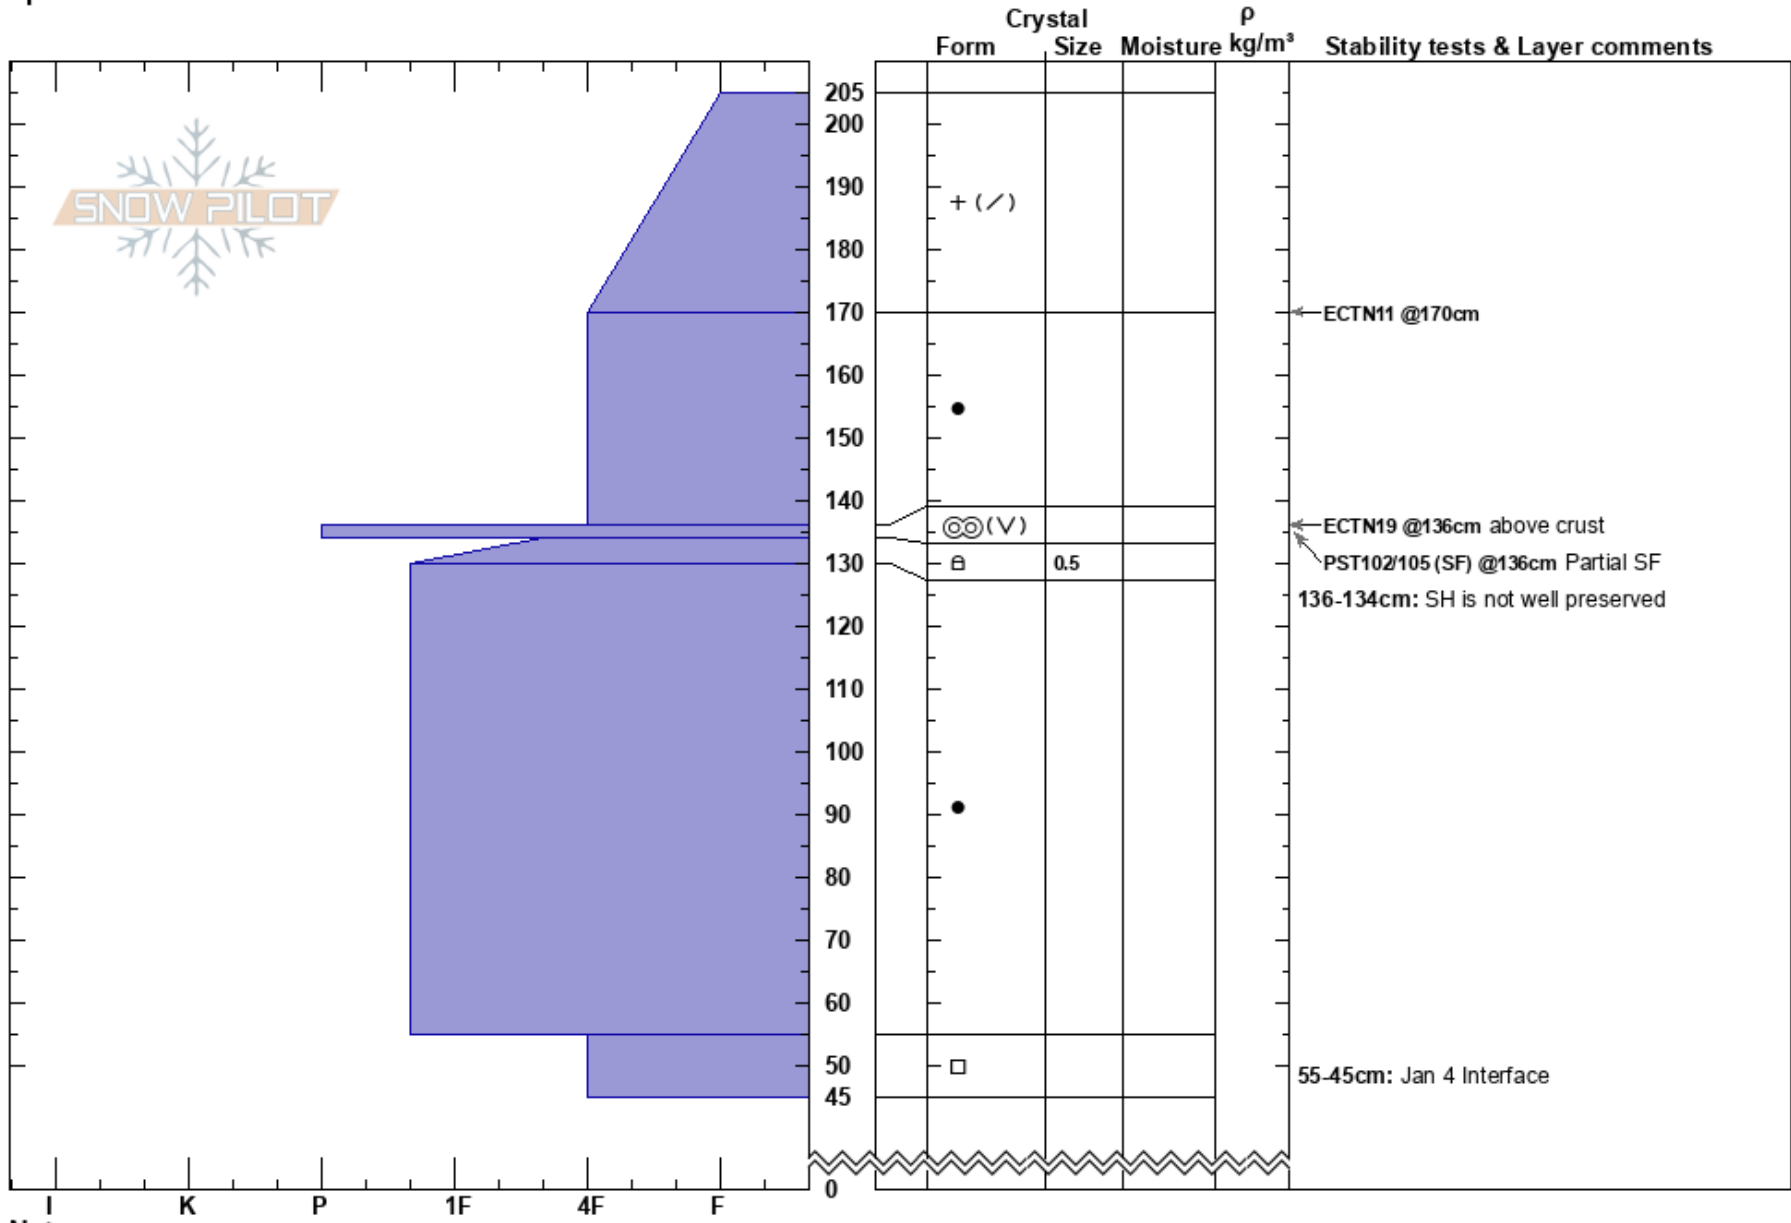 Crystal ρ
Form Size Moisture kg/m³ Stability tests & Layer comments
205
200
SNOW PILOT
190
+ (/)
180
170 ECTN11 @170cm
160
150
140
ECTN19 @136cm above crust
130 0.5 PST102/105 (SF) @136cm Partial SF
136-134cm: SH is not well preserved
120
110
100
90
80
70
60
50 55-45cm: Jan 4 Interface
45
0
I K P 1F 4F F